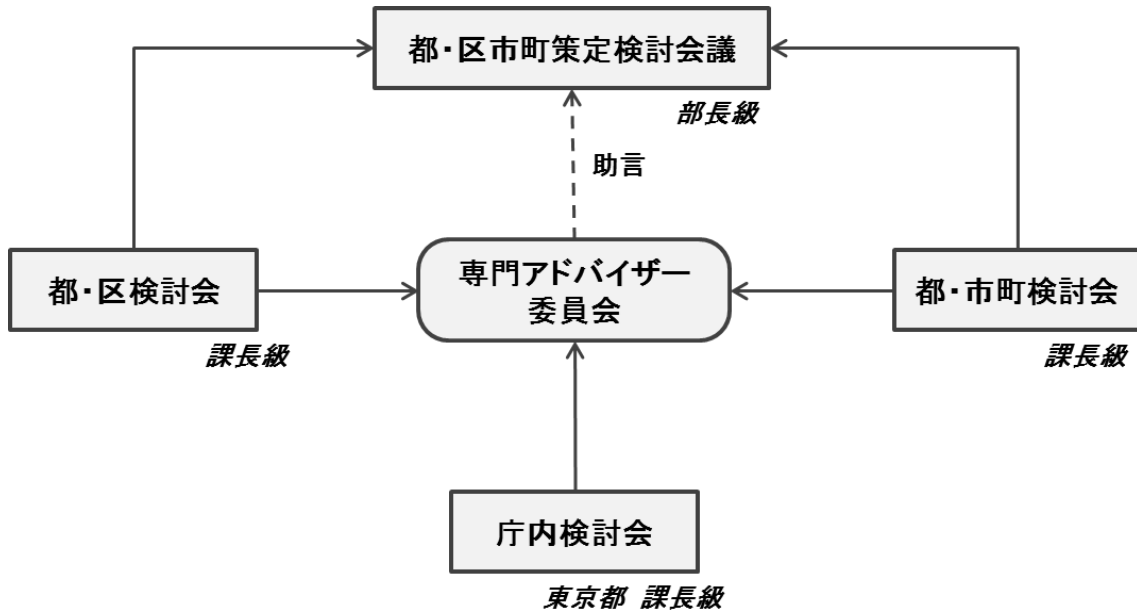 都・区市町策定検討会議
部長級
助言
都・区検討会
課長級
専門アドバイザー
委員会
都・市町検討会
課長級
庁内検討会
東京都 課長級